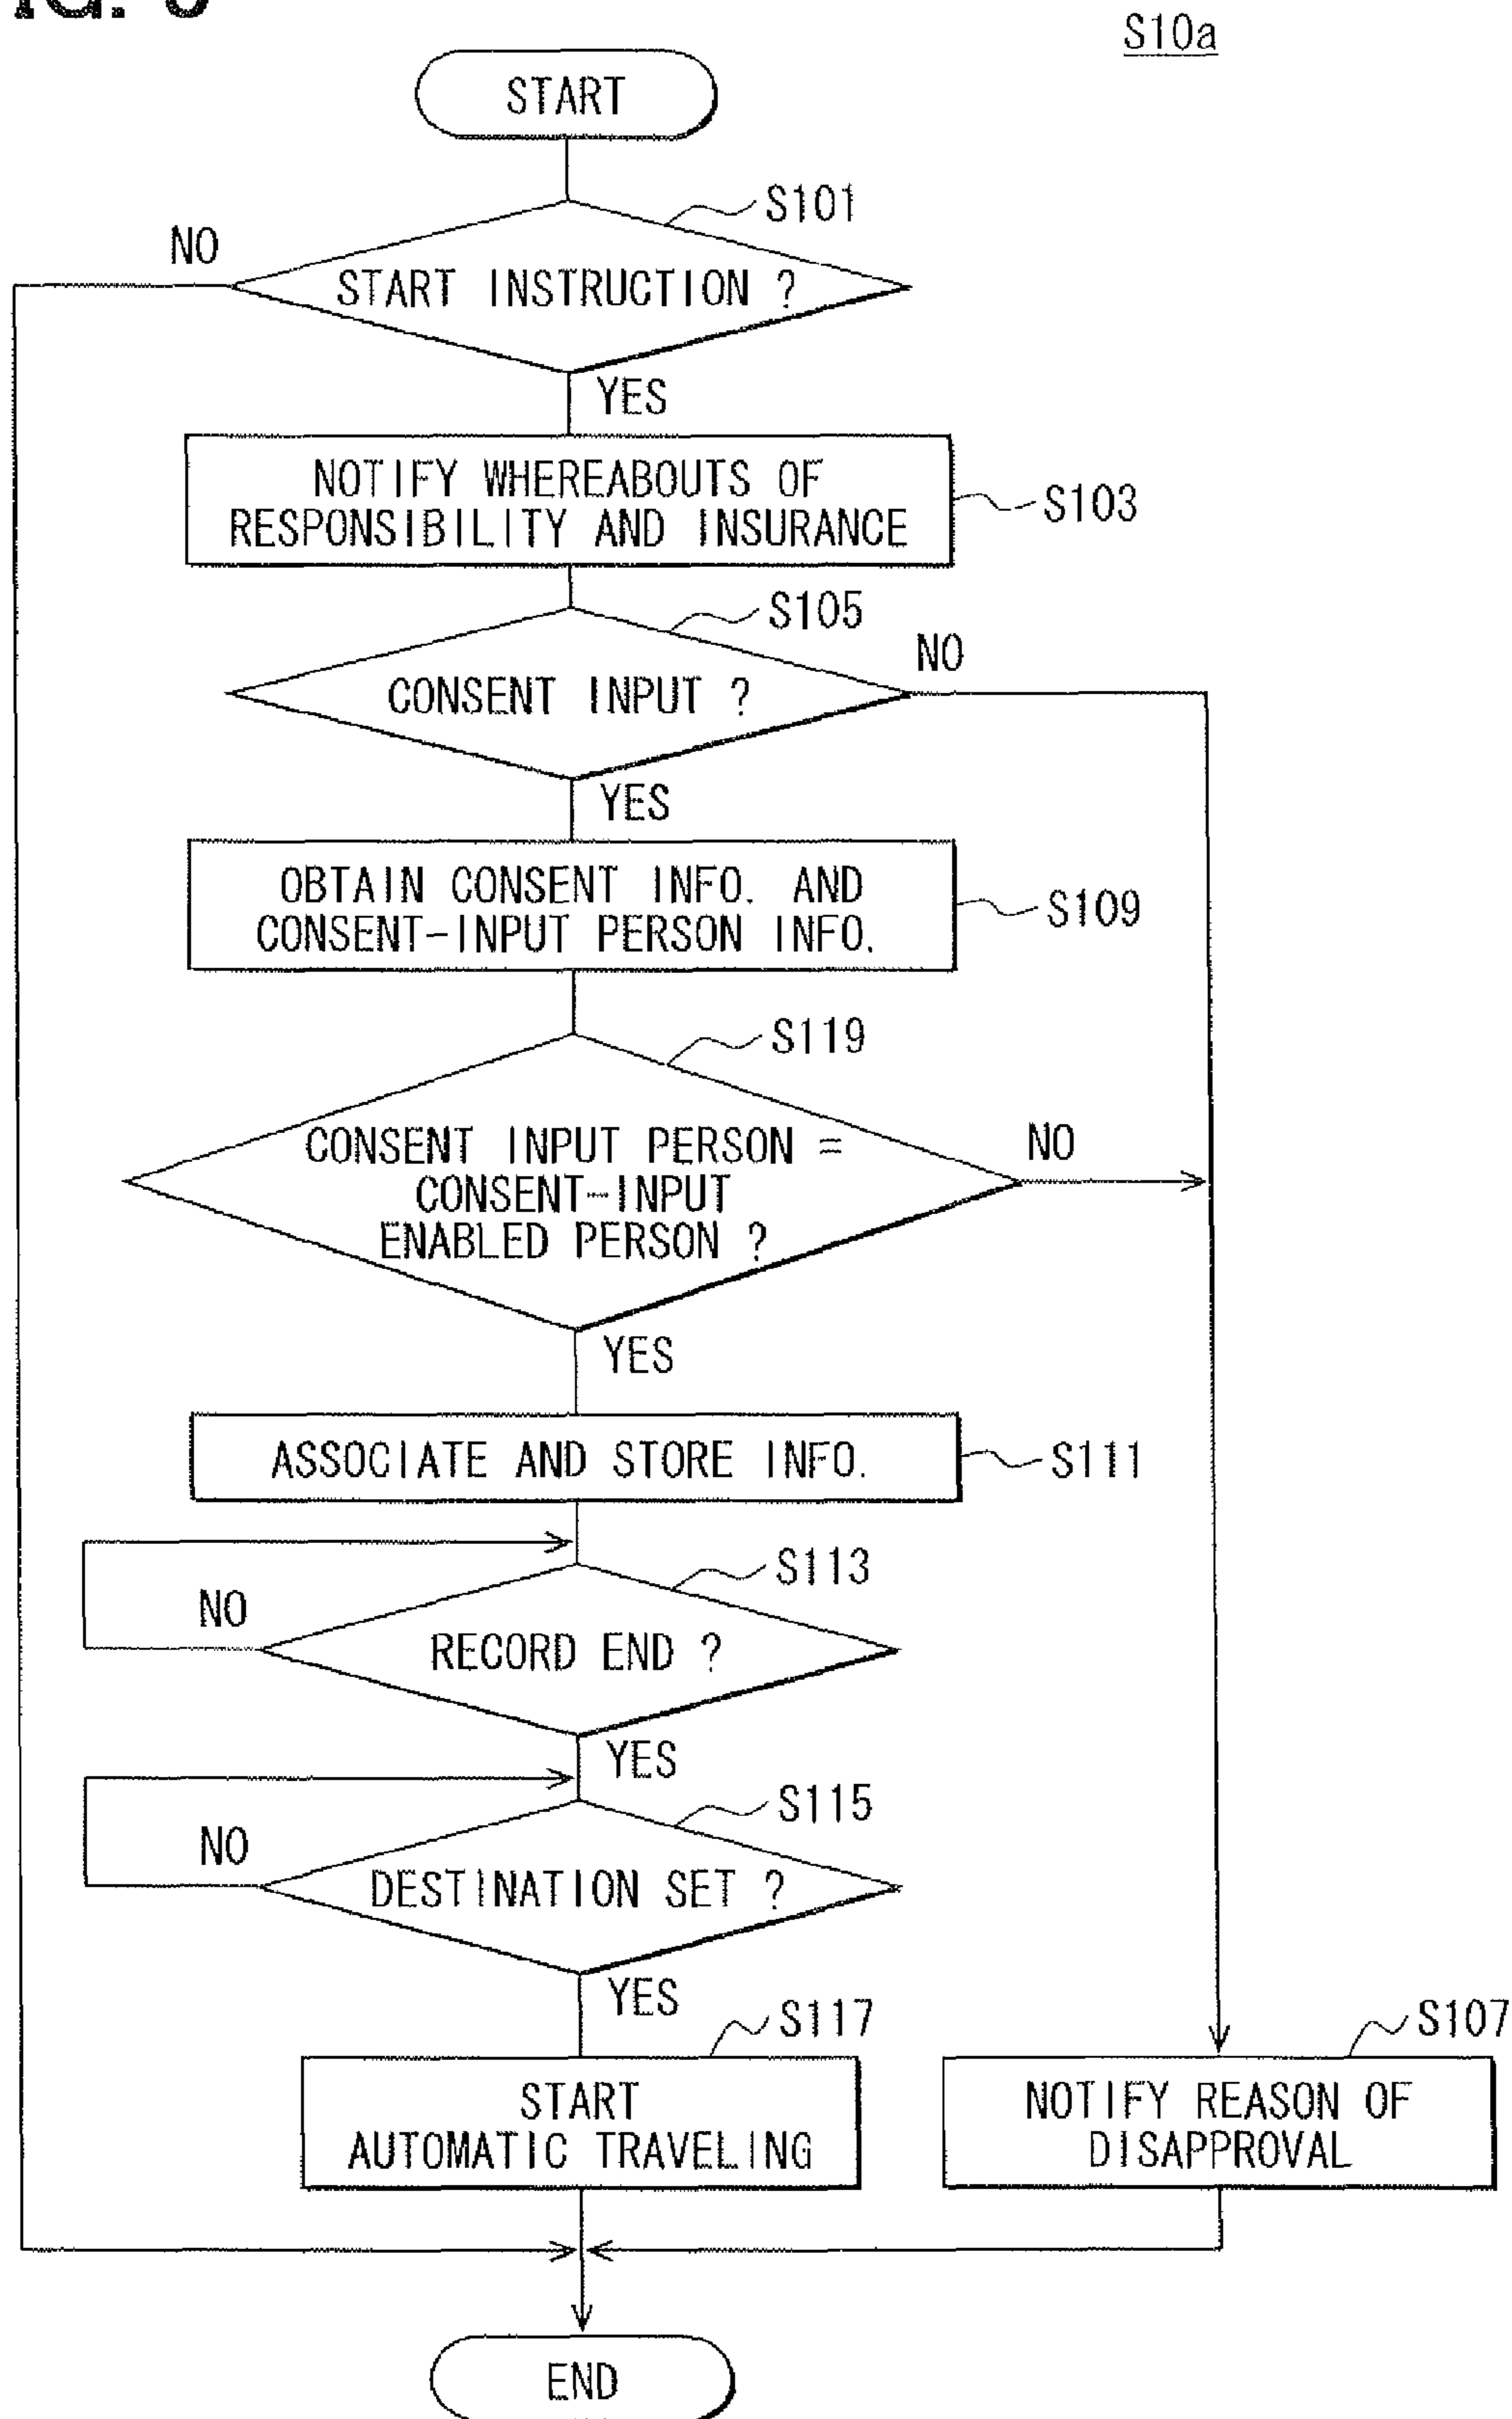 S10a
START
S101
NO
START INSTRUCTION ?
YES
NOTIFY WHEREABOUTS OF
RESPONSIBILITY AND INSURANCE
S103
S105
NO
CONSENT INPUT ?
YES
OBTAIN CONSENT INFO. AND
CONSENT-INPUT PERSON INFO.
S109
S119
CONSENT INPUT PERSON =
CONSENT-INPUT
ENABLED PERSON ?
NO
YES
ASSOCIATE AND STORE INFO.
S111
S113
NO
RECORD END ?
YES
S115
NO
DESTINATION SET ?
YES
S117
START
AUTOMATIC TRAVELING
S107
NOTIFY REASON OF
DISAPPROVAL
END